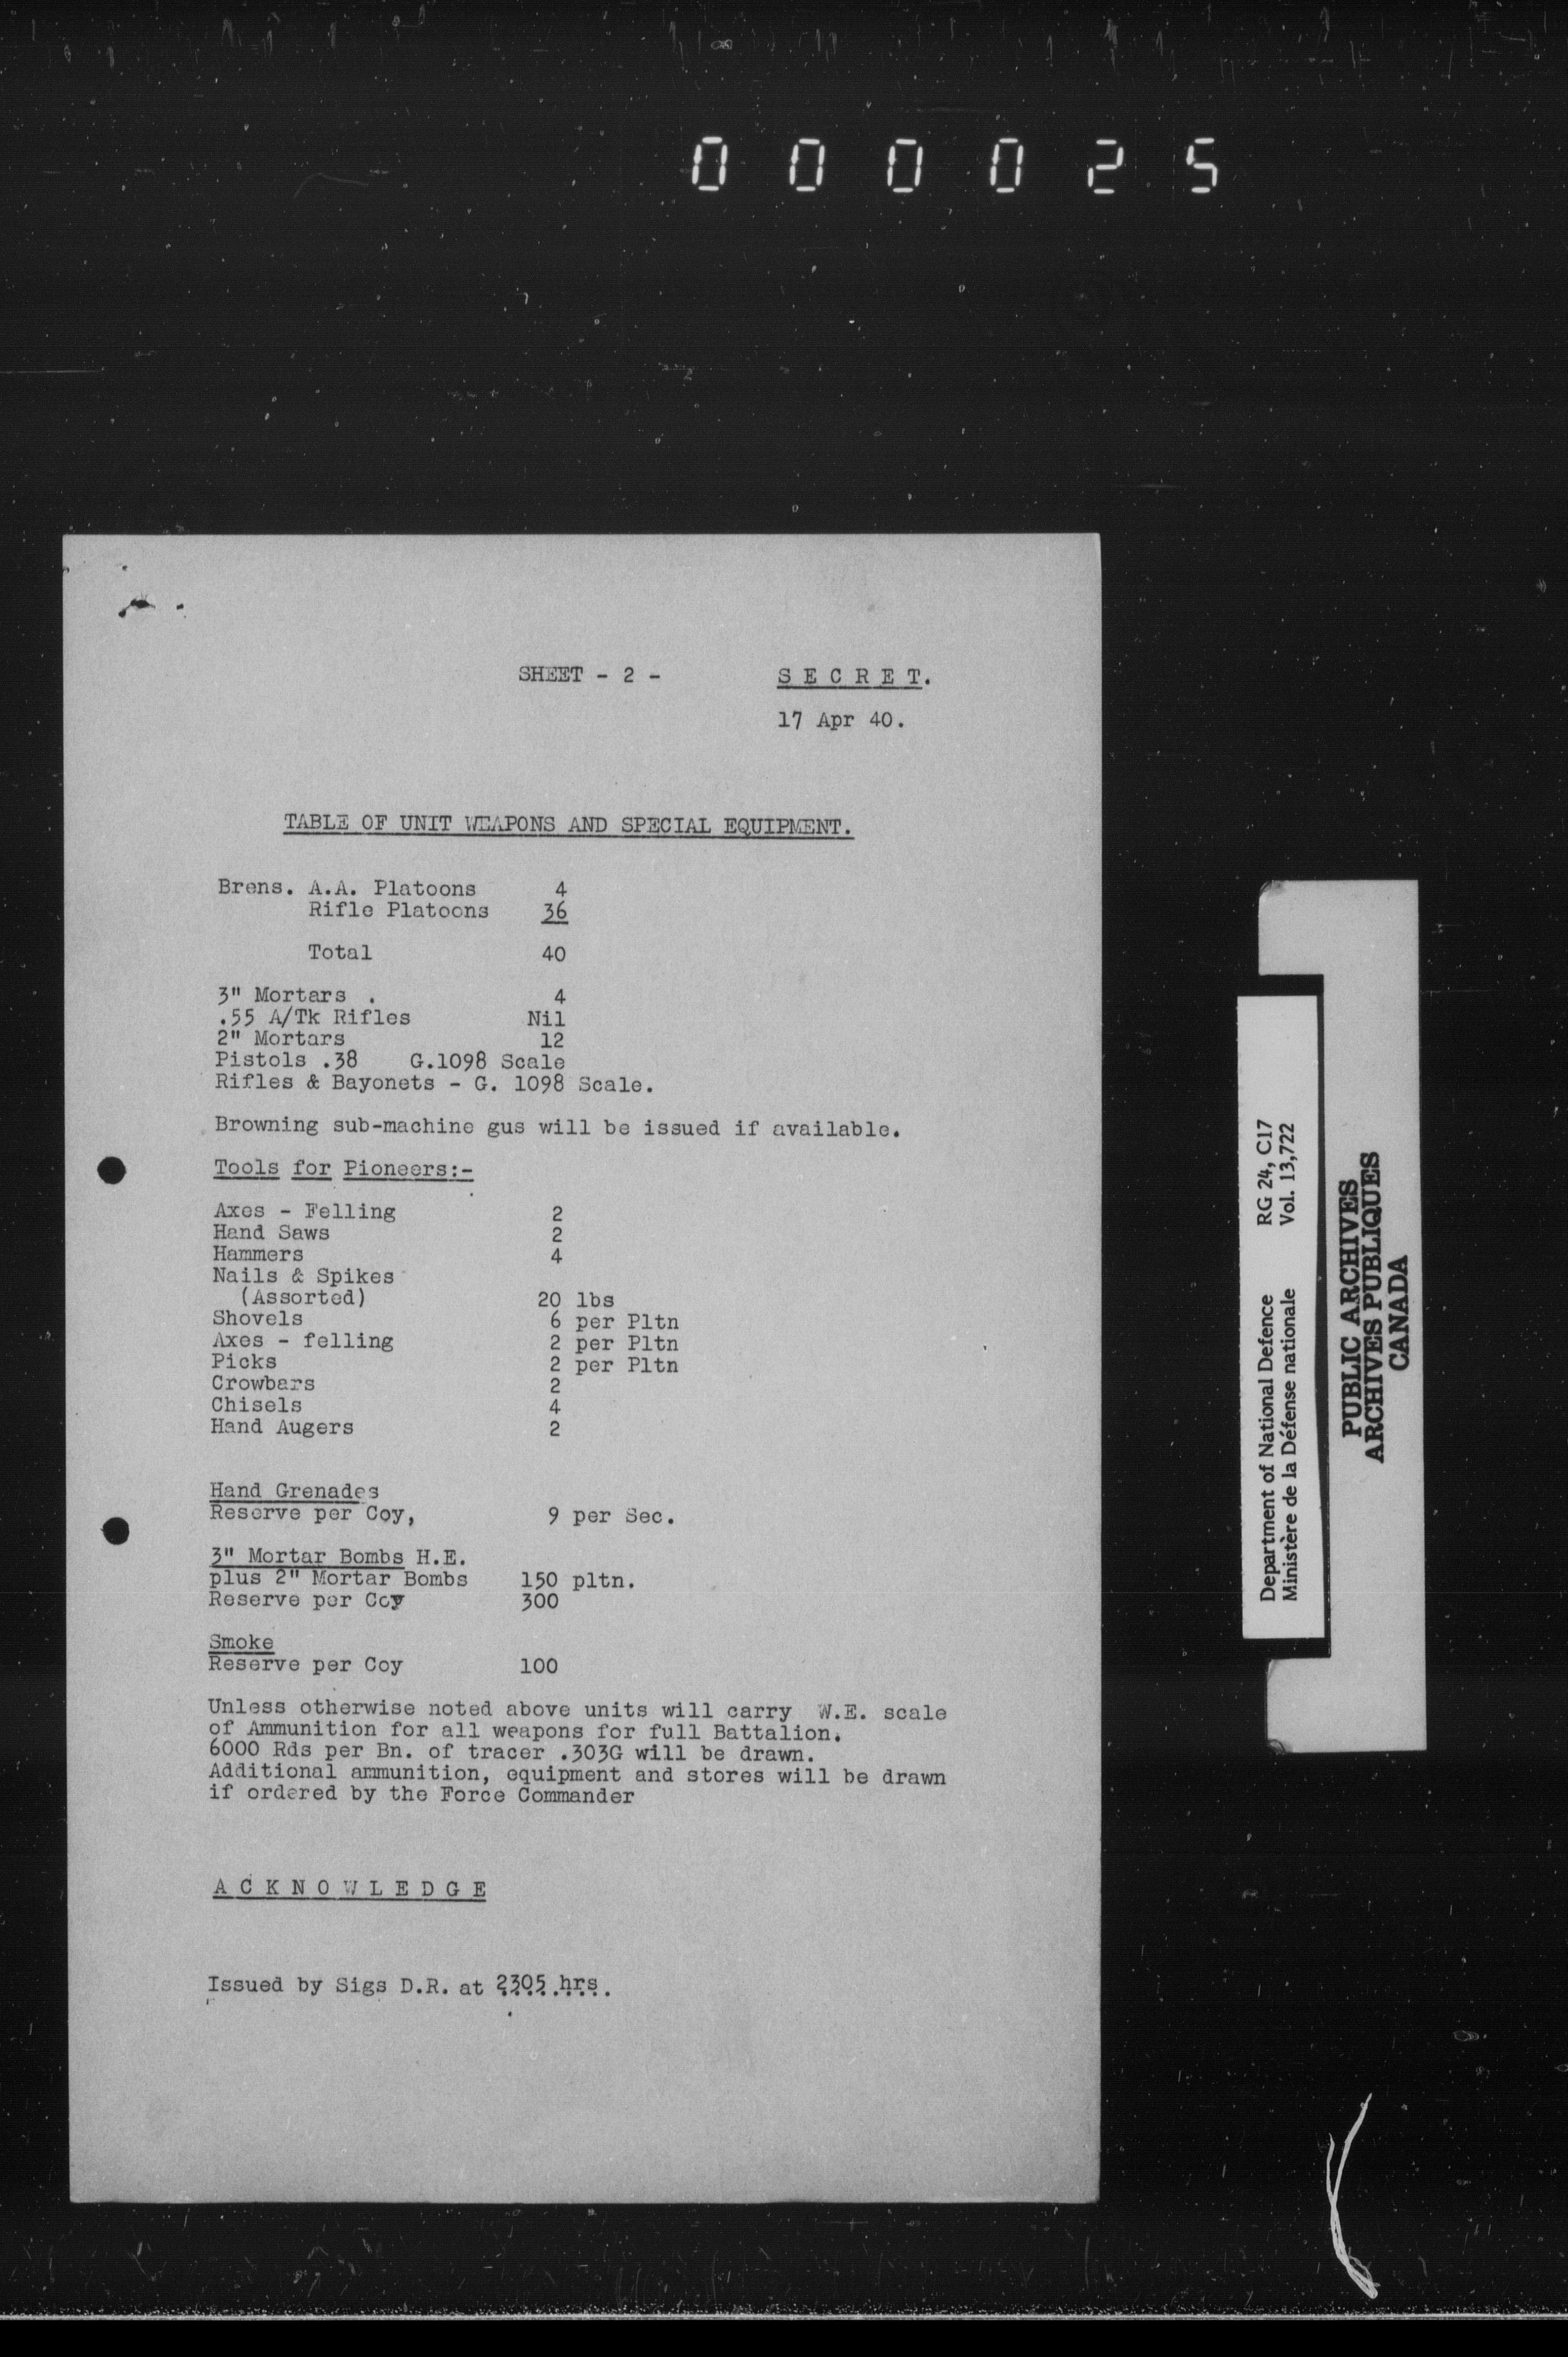 0 0 0 0 2 5
SHEET - 2 - S E C R E T.
17 Apr 40.
TABLE OF UNIT WEAPONS AND SPECIAL EQUIPMENT.
Brens. A.A. Platoons 4
Rifle Platoons 36
Total 40
3" Mortars . 4
.55 A/Tk Rifles Nil
2" Mortars 12
Pistols .38 G.1098 Scale
Rifles & Bayonets - G. 1098 Scale.
Browning sub-machine gus will be issued if available.
Tools for Pioneers:-
Axes - Felling 2
Hand Saws 2
Hammers 4
Nails & Spikes
(Assorted) 20 lbs
Shovels 6 per Pltn
Axes - felling 2 per Pltn
Picks 2 per Pltn
Crowbars 2
Chisels 4
Hand Augers 2
Hand Grenades
Reserve per Coy, 9 per Sec.
3" Mortar Bombs H.E.
plus 2" Mortar Bombs 150 pltn.
Reserve per Coy 300
Smoke
Reserve per Coy 100
Unless otherwise noted above units will carry W.E. scale
of Ammunition for all weapons for full Battalion.
6000 Rds per Bn. of tracer .303G will be drawn.
Additional ammunition, equipment and stores will be drawn
if ordered by the Force Commander
A C K N O W L E D G E
Issued by Sigs D.R. at 2305 hrs.
Department of National Defence RG 24, C17
Ministère de la Défense nationale Vol. 13,722
PUBLIC ARCHIVES
ARCHIVES PUBLIQUES
CANADA